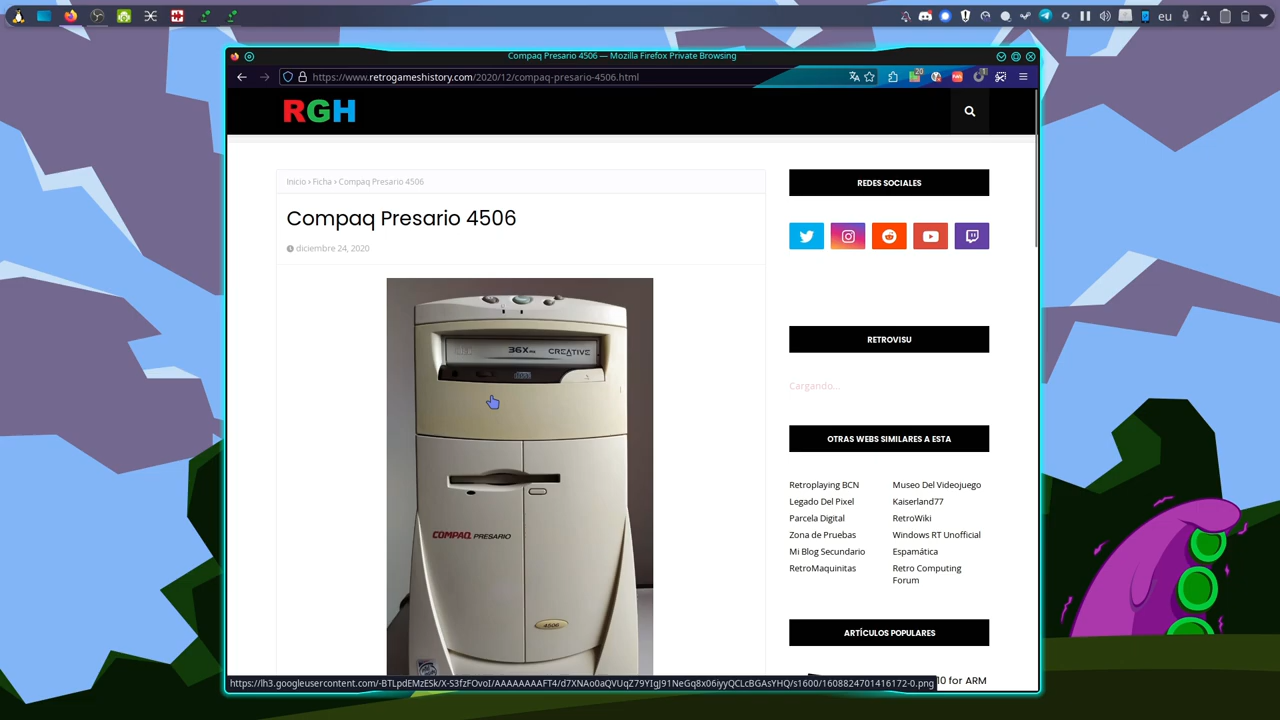 eu
Compaq Presario 4506 — Mozilla Firefox Private Browsing
https://www.retrogameshistory.com/2020/12/compaq-presario-4506.html
20
1
RGH
Inicio › Ficha › Compaq Presario 4506
Compaq Presario 4506
diciembre 24, 2020
36X
CREATIVE
COMPAQ PRESARIO
4506
REDES SOCIALES
RETROVISU
Cargando...
OTRAS WEBS SIMILARES A ESTA
Retroplaying BCN
Museo Del Videojuego
Legado Del Pixel
Kaiserland77
Parcela Digital
RetroWiki
Zona de Pruebas
Windows RT Unofficial
Mi Blog Secundario
Espamática
RetroMaquinitas
Retro Computing
Forum
ARTÍCULOS POPULARES
10 for ARM